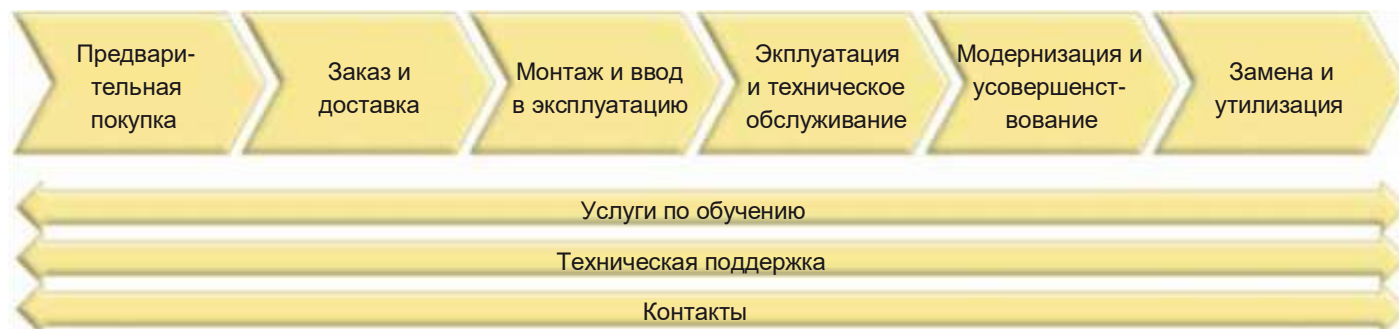 Предвари-
тельная
покупка
Заказ и
доставка
Монтаж и ввод
в эксплуатацию
Экплуатация
и техническое
обслуживание
Модернизация и
усовершенст-
вование
Замена и
утилизация
Услуги по обучению
Техническая поддержка
Контакты